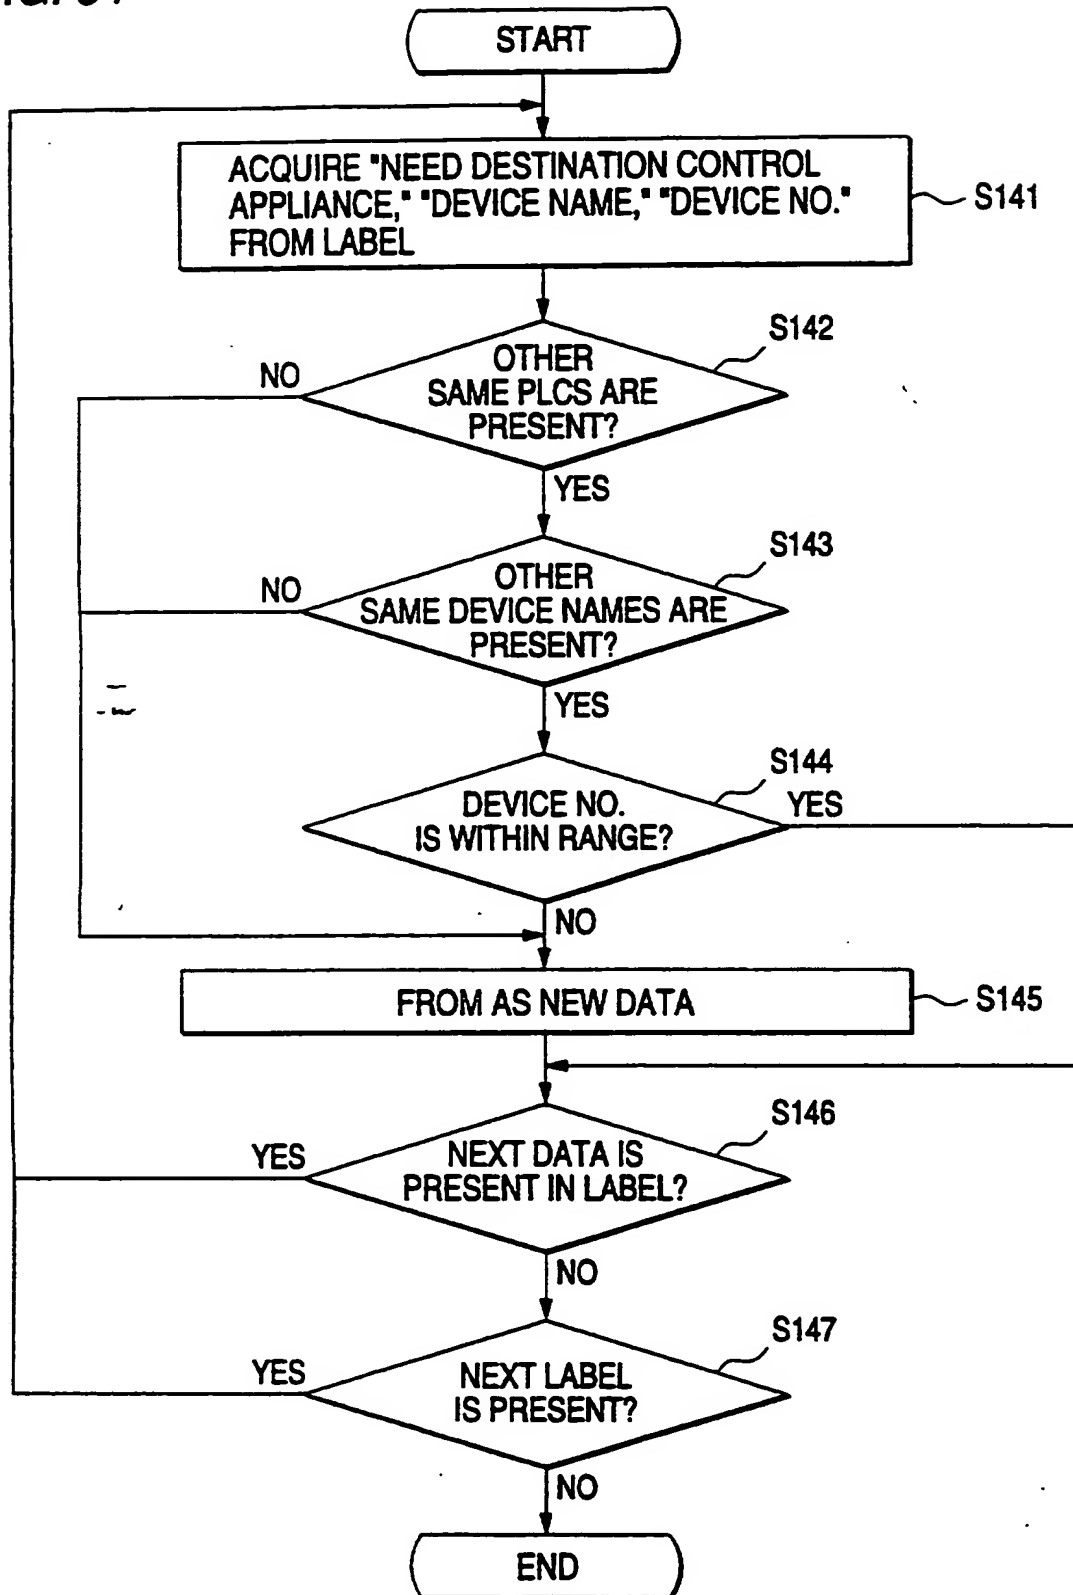 START
ACQUIRE "NEED DESTINATION CONTROL
APPLIANCE," "DEVICE NAME," "DEVICE NO."
FROM LABEL
S141
S142
OTHER
SAME PLCS ARE
PRESENT?
NO
YES
S143
OTHER
SAME DEVICE NAMES ARE
PRESENT?
NO
YES
S144
DEVICE NO.
IS WITHIN RANGE?
YES
NO
FROM AS NEW DATA
S145
S146
NEXT DATA IS
PRESENT IN LABEL?
YES
NO
S147
NEXT LABEL
IS PRESENT?
YES
NO
END